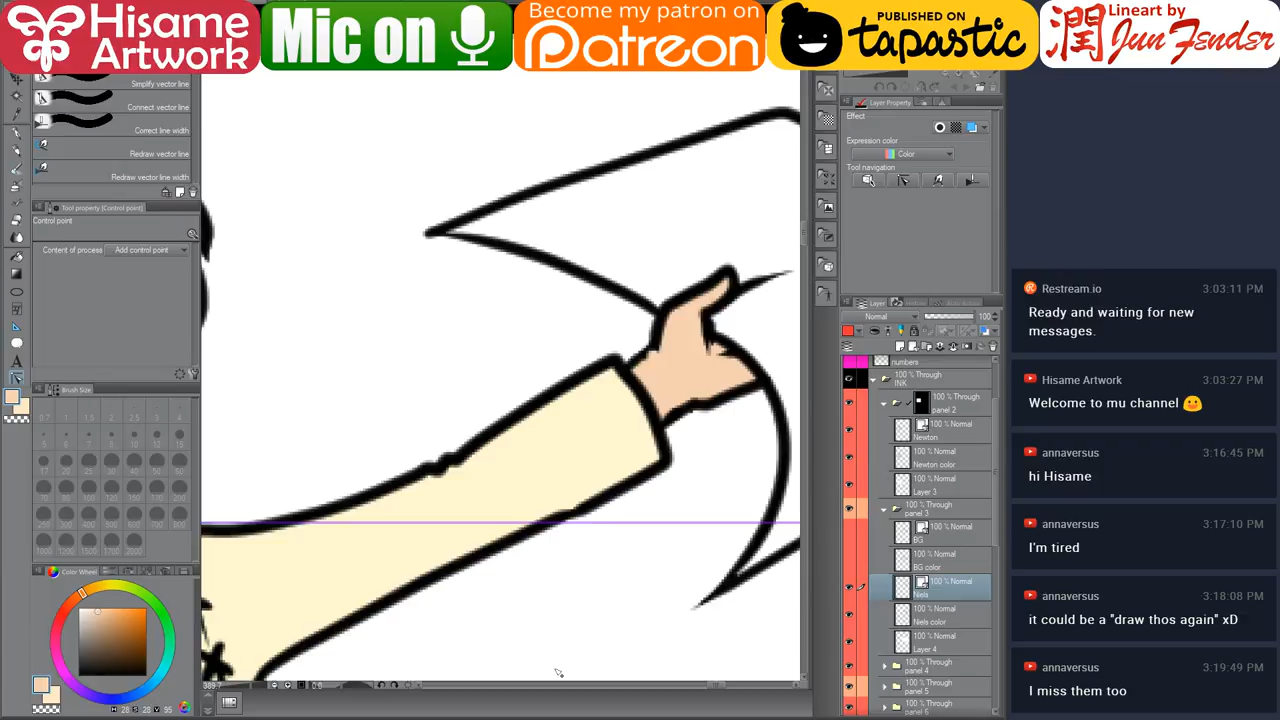 Hisame
Artwork
Mic on
Become my patron on
Patreon
PUBLISHED ON
tapastic
Lineart by
潤 JunFender
Simplify vector line
Connect vector line
Correct line width
Redraw vector line
Redraw vector line width
Tool property [Control point]
Control point
Content of process
Add control point
Brush Size
Color Wheel
Layer Property
Effect
Expression color
Color
Tool navigation
Layer
Normal
100
numbers
100 % Through
INK
100 % Through
panel 2
100 % Normal
Newton
100 % Normal
Newton color
100 % Normal
Layer 3
100 % Through
panel 3
100 % Normal
BG
100 % Normal
BG color
100 % Normal
Niels
100 % Normal
Niels color
100 % Normal
Layer 4
100 % Through
panel 4
100 % Through
panel 5
100 % Through
panel 6
Restream.io
3:03:11 PM
Ready and waiting for new
messages.
Hisame Artwork
3:03:27 PM
Welcome to mu channel
annaversus
3:16:45 PM
hi Hisame
annaversus
3:17:10 PM
I'm tired
annaversus
3:18:08 PM
it could be a "draw thos again" xD
annaversus
3:19:49 PM
I miss them too